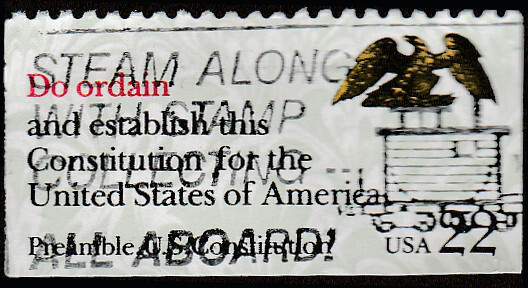 STEAM ALONG
Do ordain
WITH STAMP
and establish this
Constitution for the
COLLECTING --
United States of America.
Preamble, U.S. Constitution
ALL ABOARD!
USA 22